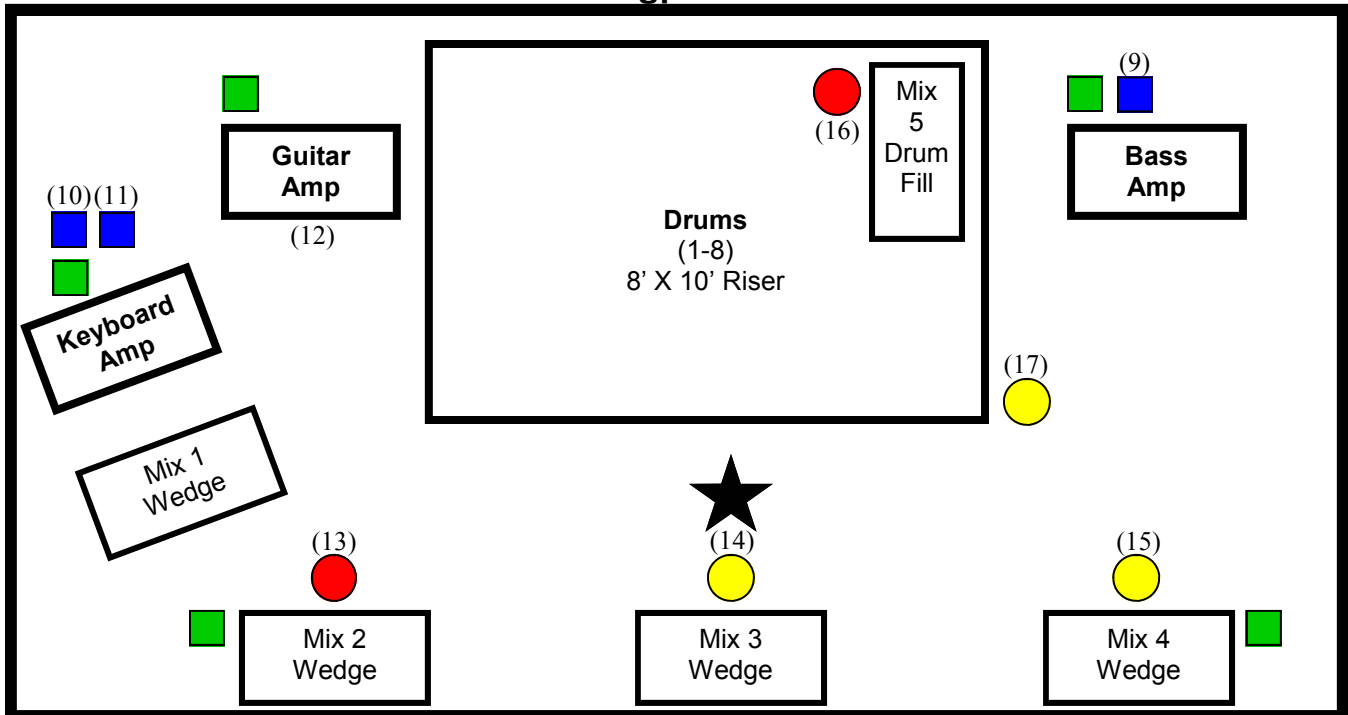 (9)
Mix
5
Drum
Fill
(16)
Guitar
Amp
Bass
Amp
(10) (11)
(12)
Drums
(1-8)
8’ X 10’ Riser
Keyboard
Amp
(17)
Mix 1
Wedge
(13)
(14)
(15)
Mix 2
Wedge
Mix 3
Wedge
Mix 4
Wedge